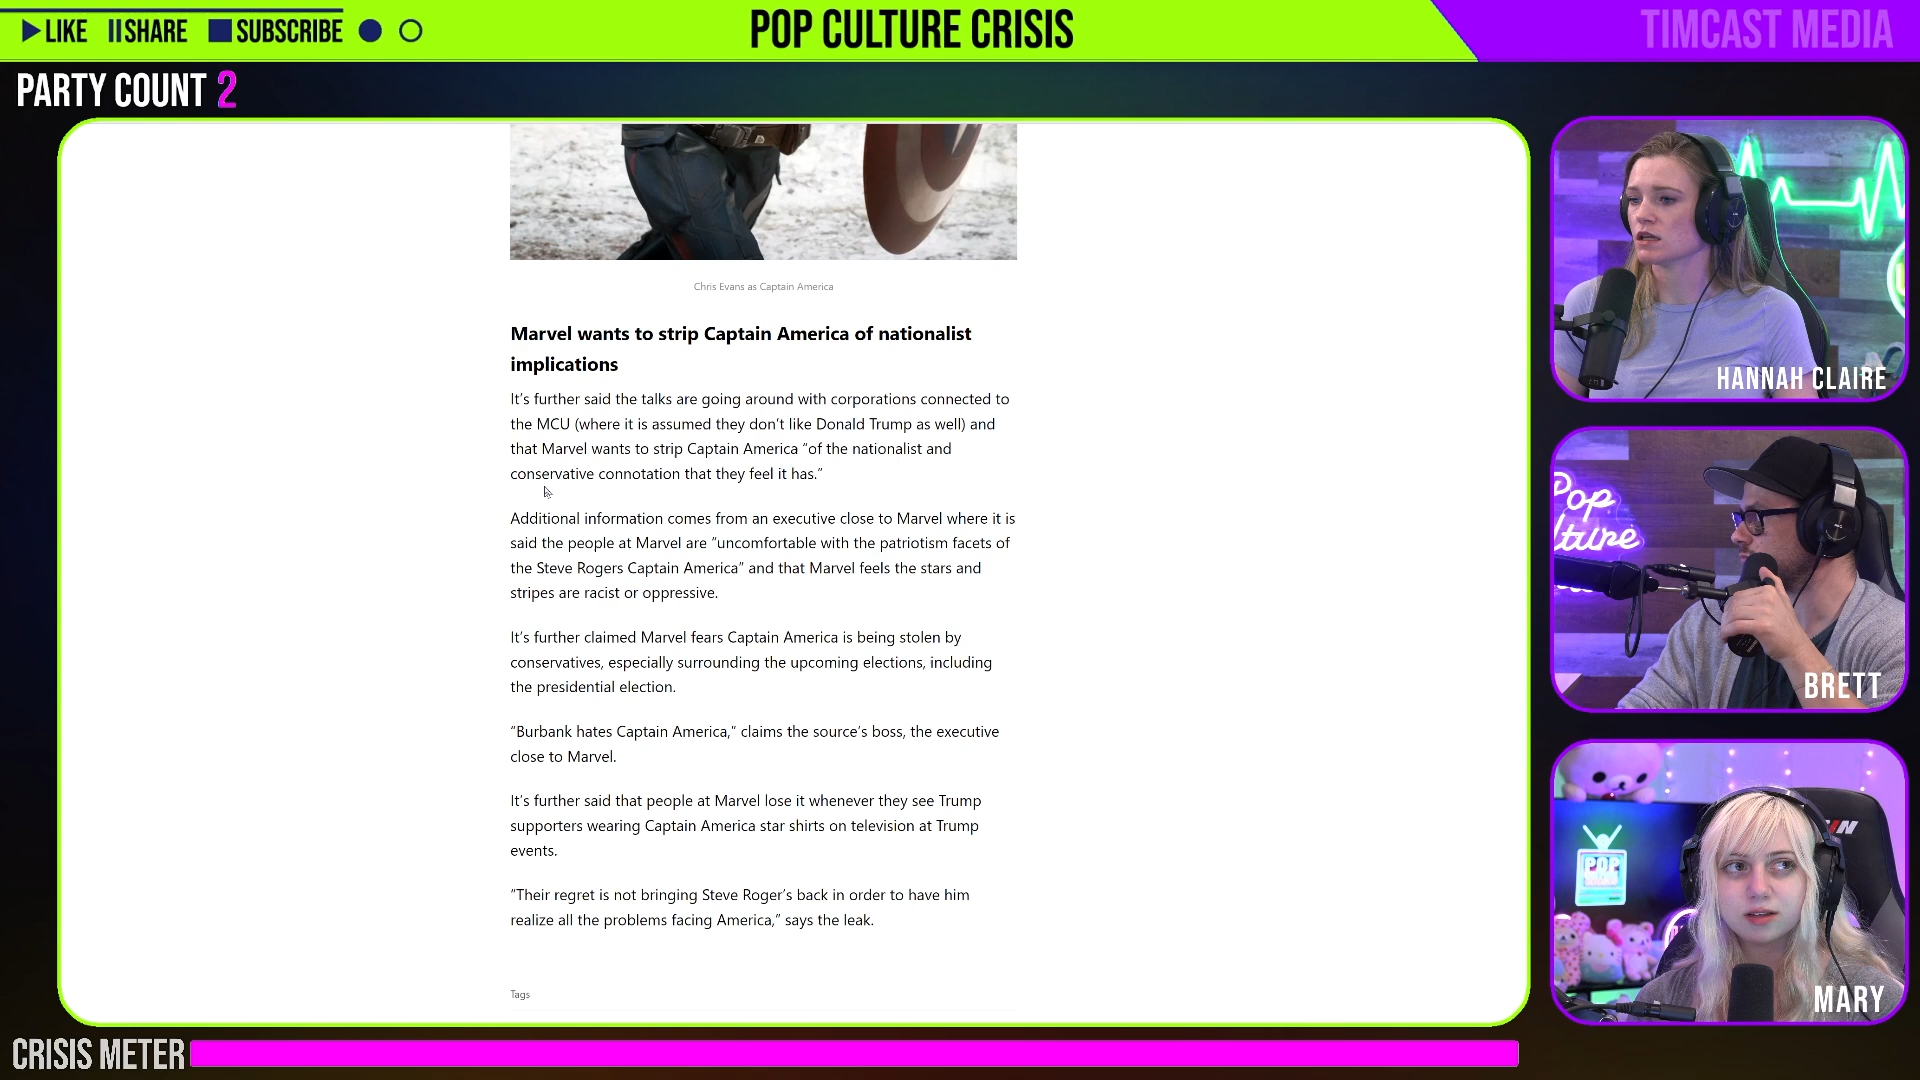 LIKE SHARE SUBSCRIBE
POP CULTURE CRISIS
TIMCAST MEDIA
PARTY COUNT 2
Chris Evans as Captain America
Marvel wants to strip Captain America of nationalist
implications
It’s further said the talks are going around with corporations connected to
the MCU (where it is assumed they don’t like Donald Trump as well) and
that Marvel wants to strip Captain America “of the nationalist and
conservative connotation that they feel it has.”
Additional information comes from an executive close to Marvel where it is
said the people at Marvel are “uncomfortable with the patriotism facets of
the Steve Rogers Captain America” and that Marvel feels the stars and
stripes are racist or oppressive.
It’s further claimed Marvel fears Captain America is being stolen by
conservatives, especially surrounding the upcoming elections, including
the presidential election.
“Burbank hates Captain America,” claims the source’s boss, the executive
close to Marvel.
It’s further said that people at Marvel lose it whenever they see Trump
supporters wearing Captain America star shirts on television at Trump
events.
“Their regret is not bringing Steve Roger’s back in order to have him
realize all the problems facing America,” says the leak.
Tags
HANNAH CLAIRE
Pop
BRETT
POP
MARY
CRISIS METER